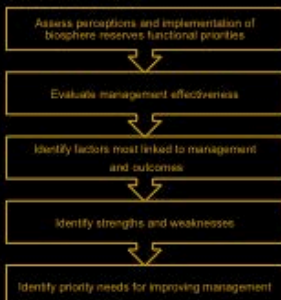 Assess perceptions and implementation of
biosphere reserves functional priorities
Evaluate management effectiveness
Identify factors most linked to management
and outcomes
Identify strengths and weaknesses
Identify priority needs for improving management